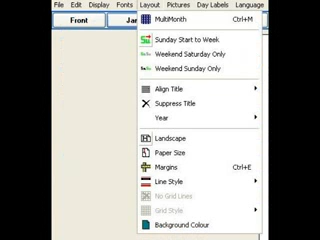 File Edit Display Fonts Layout Pictures Day Labels Language
Front
MultiMonth Ctrl+M
Sunday Start to Week
Weekend Saturday Only
Weekend Sunday Only
Align Title
Suppress Title
Year
Landscape
Paper Size
Margins Ctrl+E
Line Style
No Grid Lines
Grid Style
Background Colour